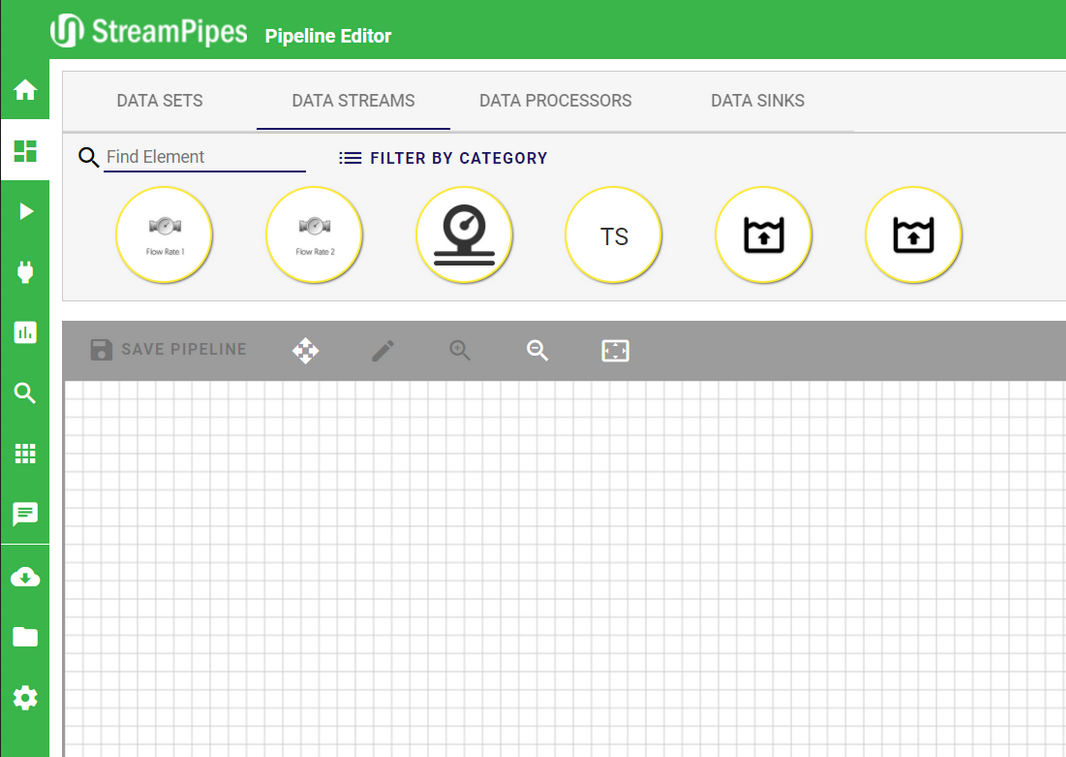 StreamPipes Pipeline Editor
DATA SETS DATA STREAMS DATA PROCESSORS DATA SINKS
Find Element FILTER BY CATEGORY
Flow Rate 1 Flow Rate 2 TS
SAVE PIPELINE